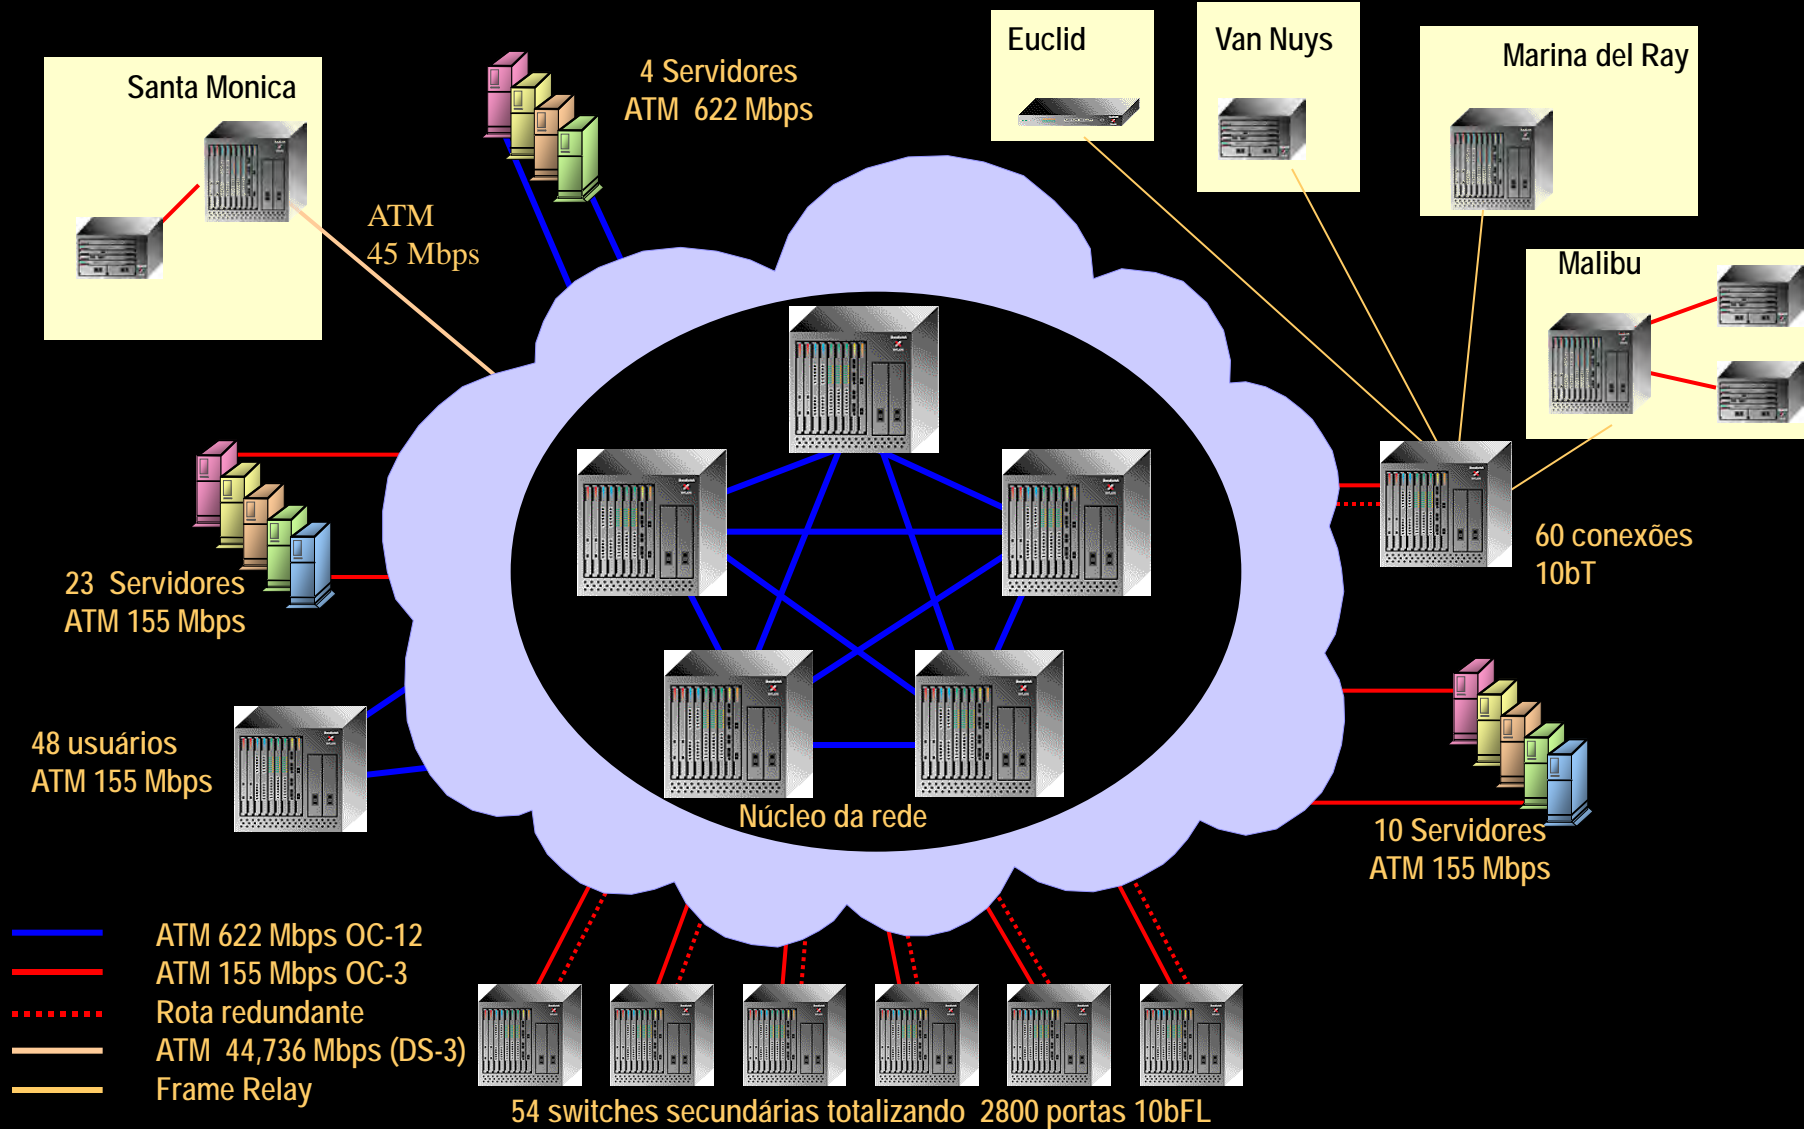 Santa Monica
4 Servidores
ATM 622 Mbps
Euclid
Van Nuys
Marina del Ray
Malibu
ATM
45 Mbps
60 conexões
10bT
23 Servidores
ATM 155 Mbps
48 usuários
ATM 155 Mbps
Núcleo da rede
10 Servidores
ATM 155 Mbps
ATM 622 Mbps OC-12
ATM 155 Mbps OC-3
Rota redundante
ATM 44,736 Mbps (DS-3)
Frame Relay
54 switches secundárias totalizando 2800 portas 10bFL